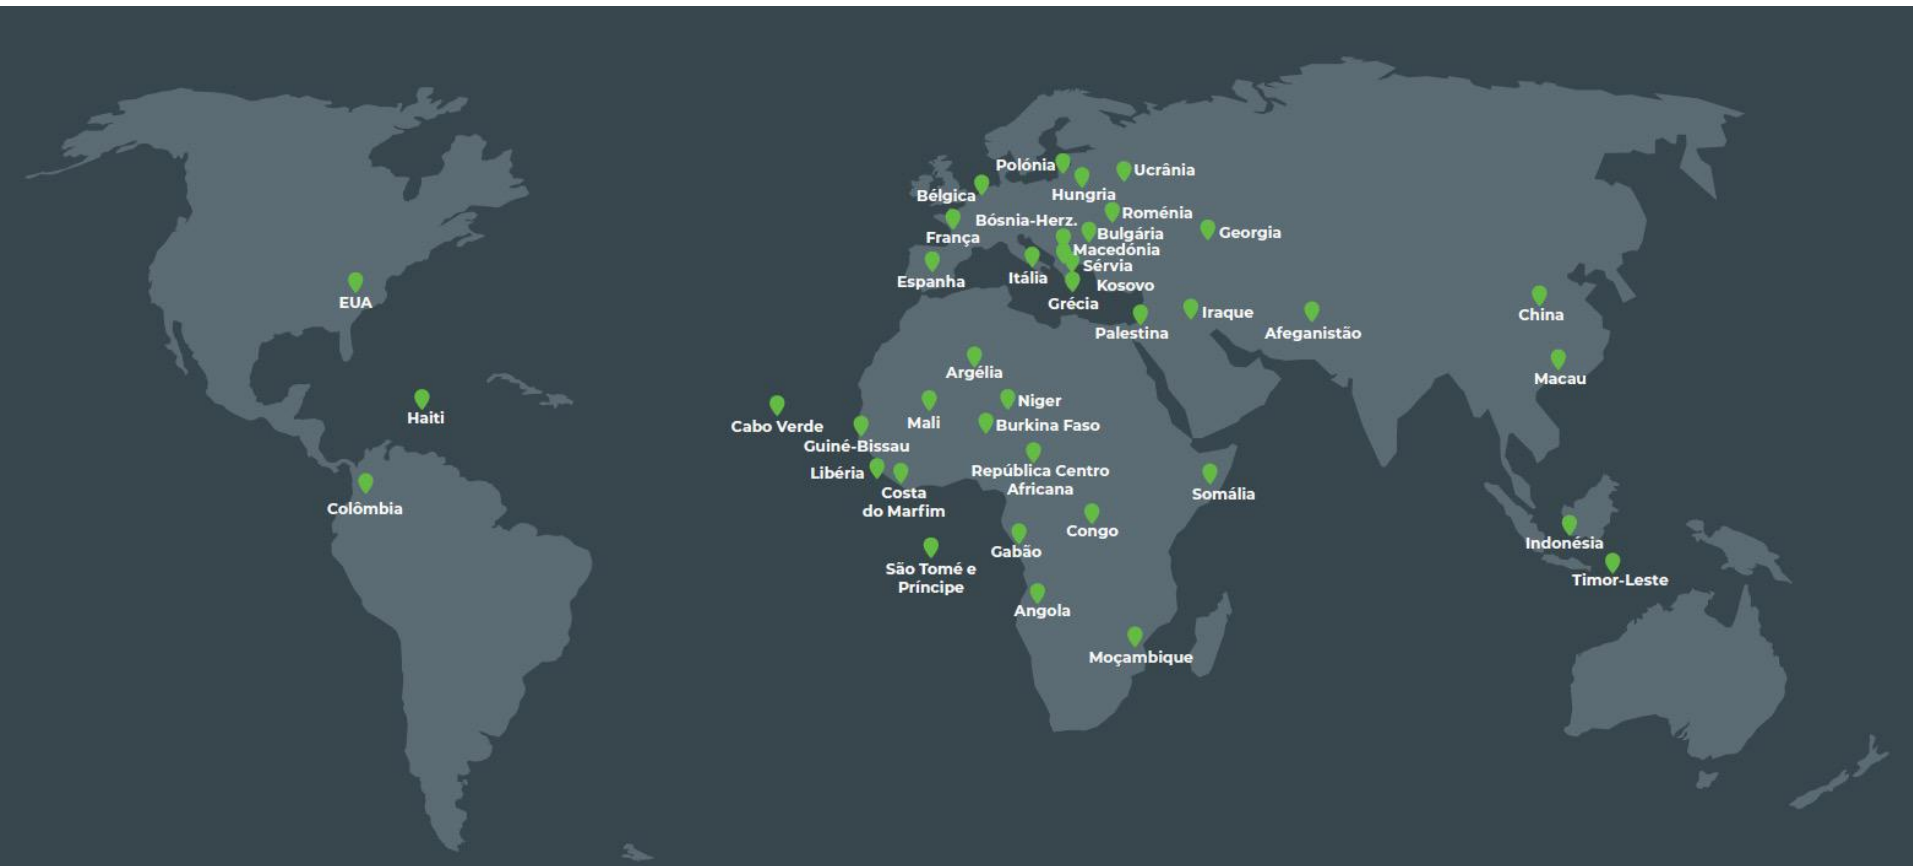 Polónia
Ucrânia
Bélgica
Hungria
Bósnia-Herz.
Roménia
França
Bulgária
Georgia
Macedónia
Sérvia
Espanha
Itália
Kosovo
EUA
Grécia
Iraque
China
Palestina
Afeganistão
Argélia
Macau
Niger
Haiti
Mali
Cabo Verde
Burkina Faso
Guiné-Bissau
Libéria
República Centro
Africana
Costa
do Marfim
Somália
Colômbia
Congo
Indonésia
Gabão
São Tomé e
Príncipe
Timor-Leste
Angola
Moçambique